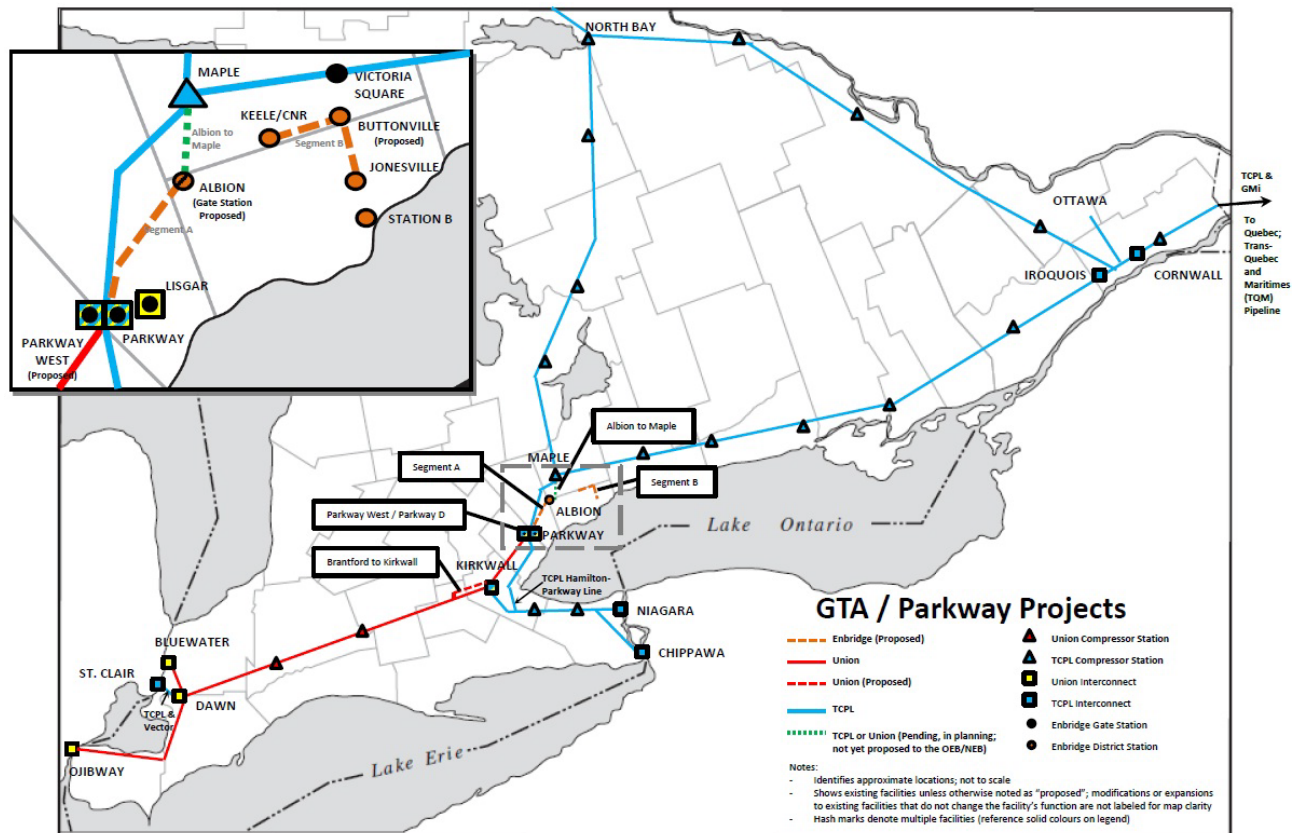 NORTH BAY
MAPLE
VICTORIA
SQUARE
KEELE/CNR
BUTTONVILLE
(Proposed)
Albion to
Maple
Segment B
JONESVILLE
ALBION
(Gate Station
Proposed)
Segment A
STATION B
LISGAR
PARKWAY
WEST
(Proposed)
PARKWAY
TCPL &
GMi
To
Quebec;
Trans-
Quebec
and
Maritimes
(TQM)
Pipeline
OTTAWA
IROQUOIS
CORNWALL
Albion to Maple
MAPLE
Segment A
Segment B
ALBION
Parkway West / Parkway D
PARKWAY
Lake Ontario
Brantford to Kirkwall
KIRKWALL
TCPL Hamilton-
Parkway Line
NIAGARA
CHIPPAWA
BLUEWATER
ST. CLAIR
DAWN
TCPL &
Vector
OJIBWAY
Lake Erie
GTA / Parkway Projects
Enbridge (Proposed)
Union
Union (Proposed)
TCPL
TCPL or Union (Pending, in planning;
not yet proposed to the OEB/NEB)
Union Compressor Station
TCPL Compressor Station
Union Interconnect
TCPL Interconnect
Enbridge Gate Station
Enbridge District Station
Notes:
- Identifies approximate locations; not to scale
- Shows existing facilities unless otherwise noted as "proposed"; modifications or expansions
to existing facilities that do not change the facility's function are not labeled for map clarity
- Hash marks denote multiple facilities (reference solid colours on legend)